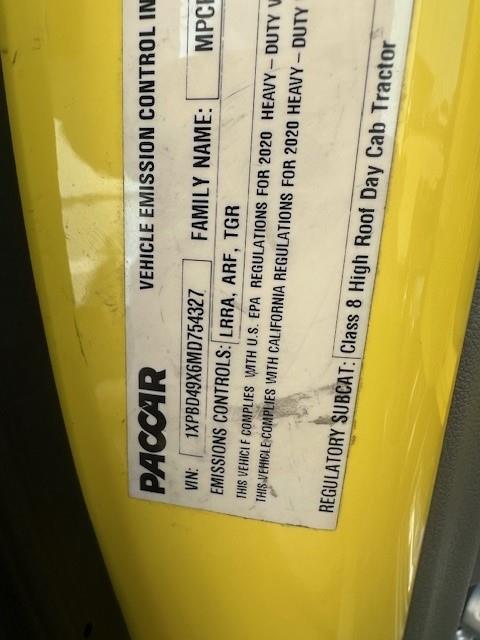 PACCAR VEHICLE EMISSION CONTROL IN
VIN: 1XPBD49X6MD754327 FAMILY NAME: MPCR
EMISSIONS CONTROLS: LRRA, ARF, TGR
THIS VEHICLE COMPLIES WITH U.S. EPA REGULATIONS FOR 2020 HEAVY – DUTY V
THIS VEHICLE COMPLIES WITH CALIFORNIA REGULATIONS FOR 2020 HEAVY – DUTY
REGULATORY SUBCAT: Class 8 High Roof Day Cab Tractor